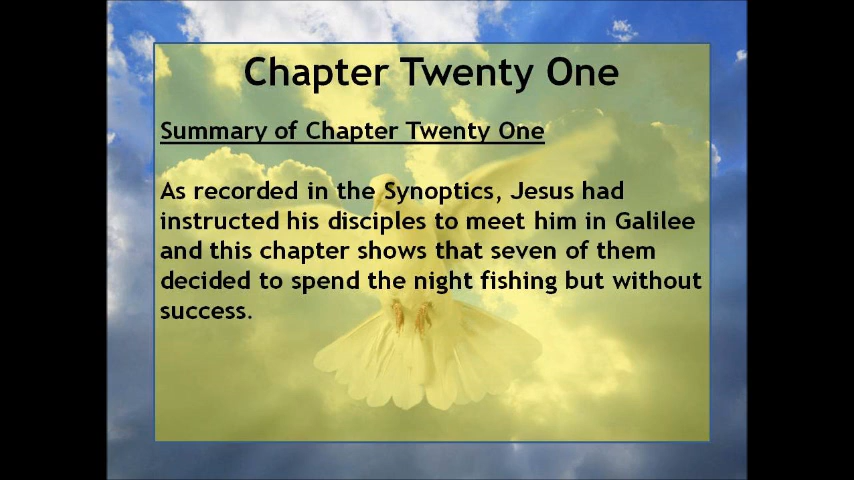 Chapter Twenty One
Summary of Chapter Twenty One
As recorded in the Synoptics, Jesus had
instructed his disciples to meet him in Galilee
and this chapter shows that seven of them
decided to spend the night fishing but without
success.